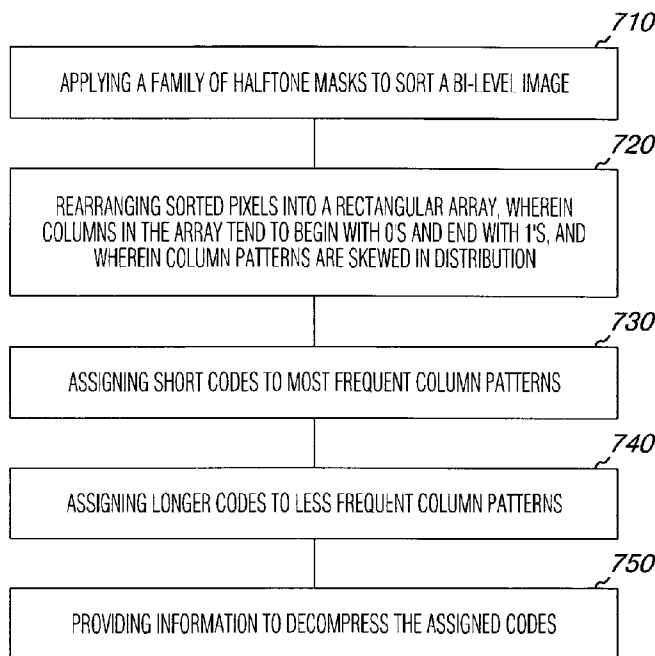 710
APPLYING A FAMILY OF HALFTONE MASKS TO SORT A BI-LEVEL IMAGE
720
REARRANGING SORTED PIXELS INTO A RECTANGULAR ARRAY, WHEREIN
COLUMNS IN THE ARRAY TEND TO BEGIN WITH 0'S AND END WITH 1'S, AND
WHEREIN COLUMN PATTERNS ARE SKEWED IN DISTRIBUTION
730
ASSIGNING SHORT CODES TO MOST FREQUENT COLUMN PATTERNS
740
ASSIGNING LONGER CODES TO LESS FREQUENT COLUMN PATTERNS
750
PROVIDING INFORMATION TO DECOMPRESS THE ASSIGNED CODES